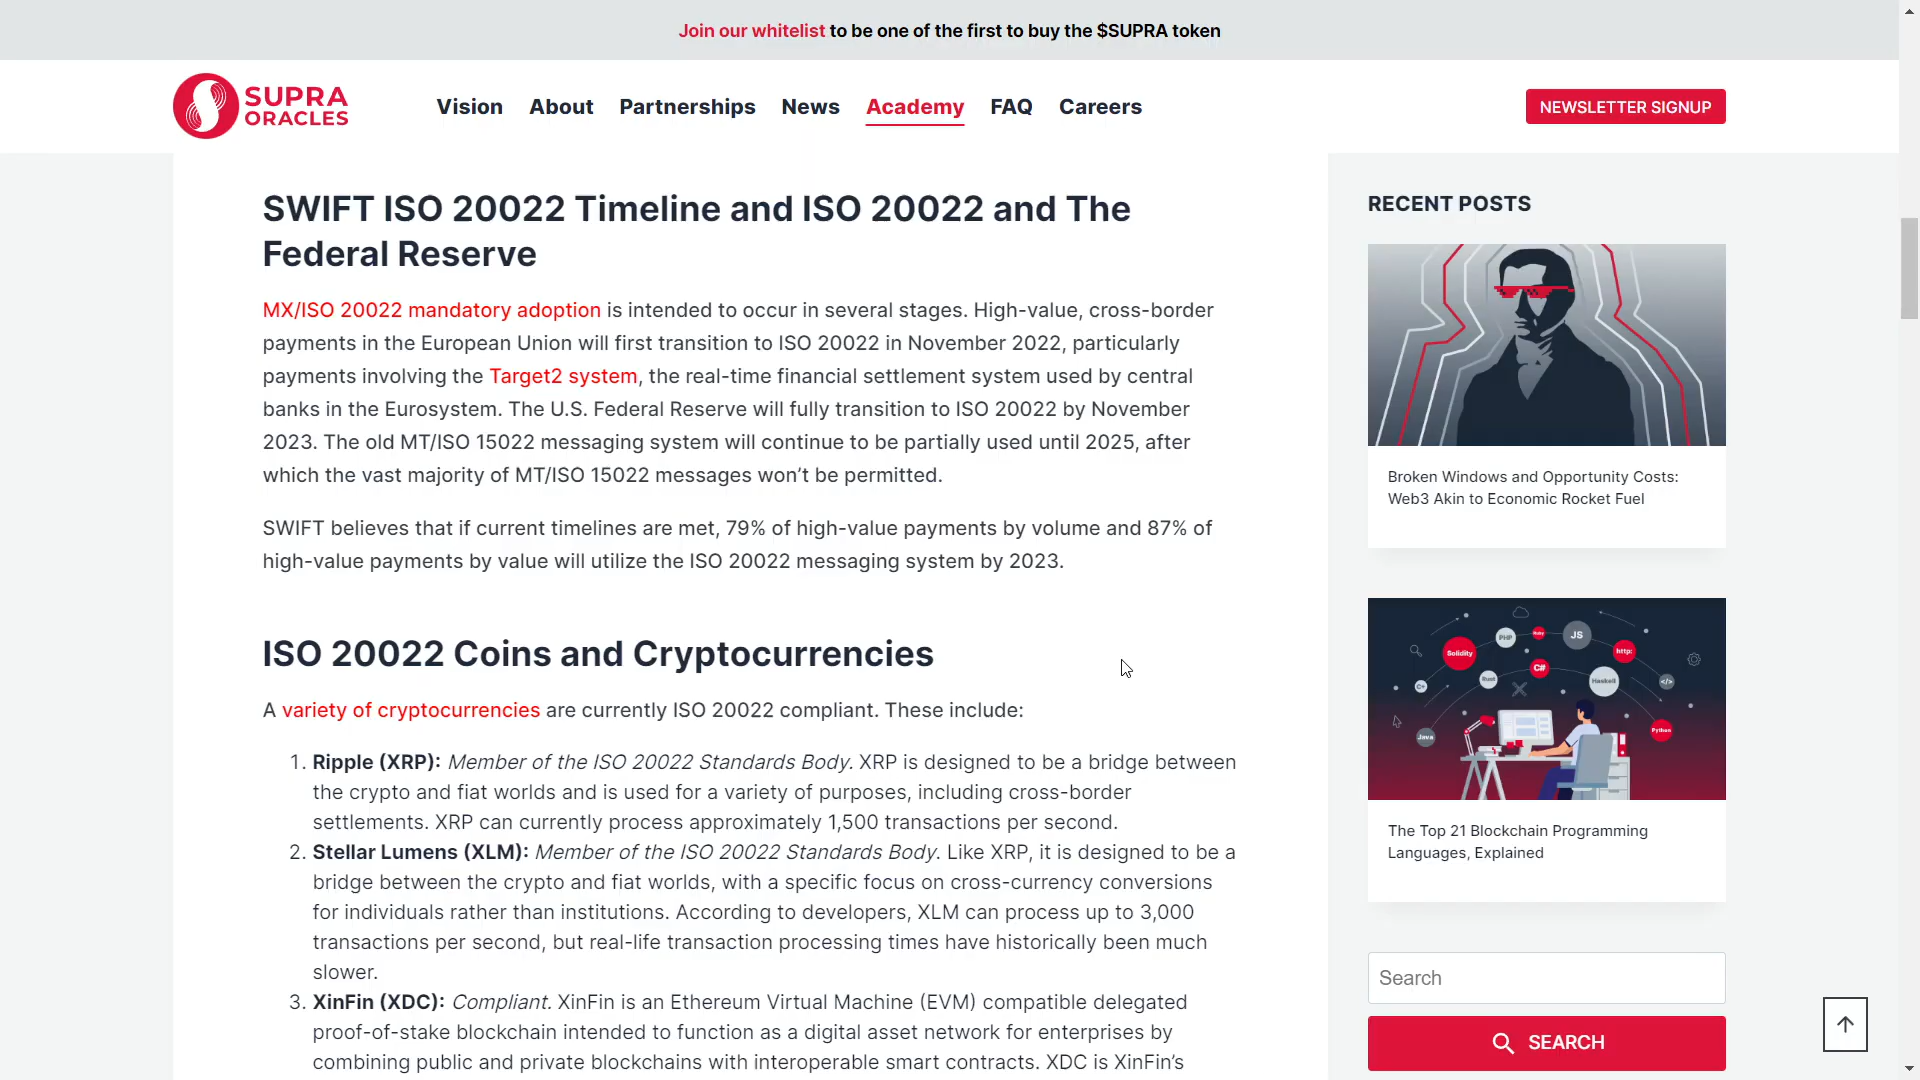 Join our whitelist to be one of the first to buy the $SUPRA token
SUPRA
ORACLES
Vision
About
Partnerships
News
Academy
FAQ
Careers
NEWSLETTER SIGNUP
SWIFT ISO 20022 Timeline and ISO 20022 and The
Federal Reserve
MX/ISO 20022 mandatory adoption is intended to occur in several stages. High-value, cross-border
payments in the European Union will first transition to ISO 20022 in November 2022, particularly
payments involving the Target2 system, the real-time financial settlement system used by central
banks in the Eurosystem. The U.S. Federal Reserve will fully transition to ISO 20022 by November
2023. The old MT/ISO 15022 messaging system will continue to be partially used until 2025, after
which the vast majority of MT/ISO 15022 messages won’t be permitted.
SWIFT believes that if current timelines are met, 79% of high-value payments by volume and 87% of
high-value payments by value will utilize the ISO 20022 messaging system by 2023.
ISO 20022 Coins and Cryptocurrencies
A variety of cryptocurrencies are currently ISO 20022 compliant. These include:
1. Ripple (XRP): Member of the ISO 20022 Standards Body. XRP is designed to be a bridge between
the crypto and fiat worlds and is used for a variety of purposes, including cross-border
settlements. XRP can currently process approximately 1,500 transactions per second.
2. Stellar Lumens (XLM): Member of the ISO 20022 Standards Body. Like XRP, it is designed to be a
bridge between the crypto and fiat worlds, with a specific focus on cross-currency conversions
for individuals rather than institutions. According to developers, XLM can process up to 3,000
transactions per second, but real-life transaction processing times have historically been much
slower.
3. XinFin (XDC): Compliant. XinFin is an Ethereum Virtual Machine (EVM) compatible delegated
proof-of-stake blockchain intended to function as a digital asset network for enterprises by
combining public and private blockchains with interoperable smart contracts. XDC is XinFin’s
RECENT POSTS
Broken Windows and Opportunity Costs:
Web3 Akin to Economic Rocket Fuel
PHP
Ruby
JS
Solidity
http:
C#
Rust
Haskell
C+
</>
Java
Python
The Top 21 Blockchain Programming
Languages, Explained
Search
SEARCH